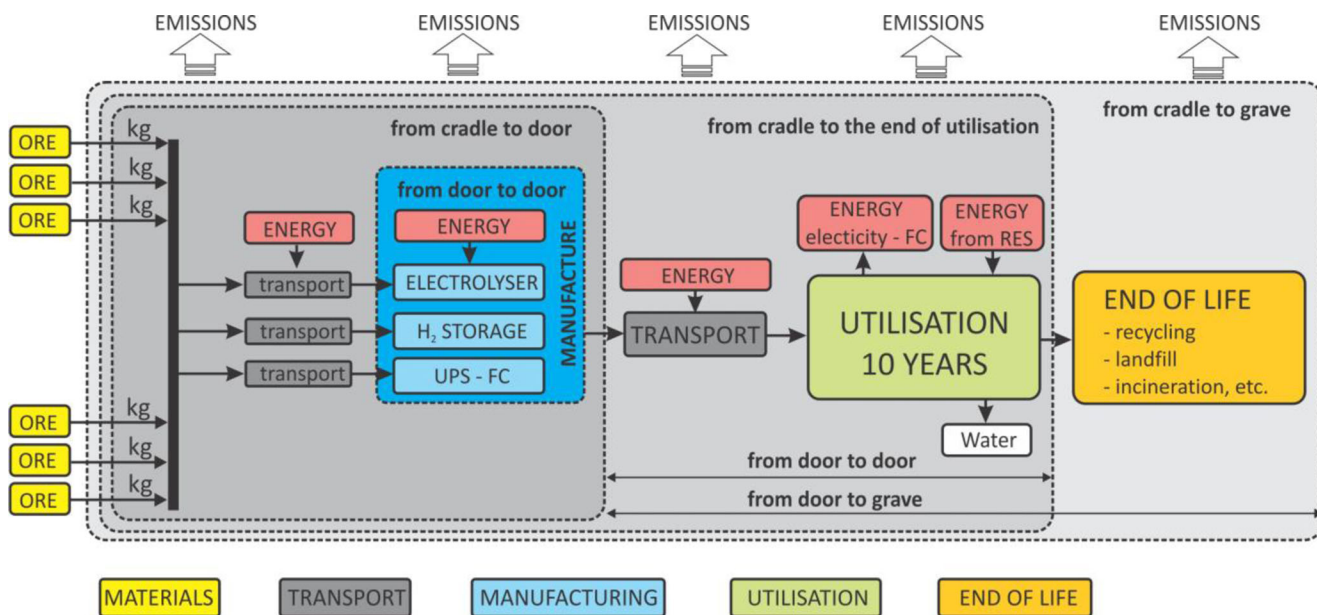 EMISSIONS
EMISSIONS
EMISSIONS
EMISSIONS
EMISSIONS
from cradle to grave
from cradle to the end of utilisation
from cradle to door
ORE
kg
ORE
kg
ORE
kg
ENERGY
transport
transport
transport
from door to door
ENERGY
ELECTROLYSER
H₂ STORAGE
UPS - FC
MANUFACTURE
ENERGY
TRANSPORT
ENERGY
electicity - FC
ENERGY
from RES
UTILISATION
10 YEARS
Water
END OF LIFE
- recycling
- landfill
- incineration, etc.
ORE
kg
ORE
kg
ORE
kg
from door to door
from door to grave
MATERIALS
TRANSPORT
MANUFACTURING
UTILISATION
END OF LIFE